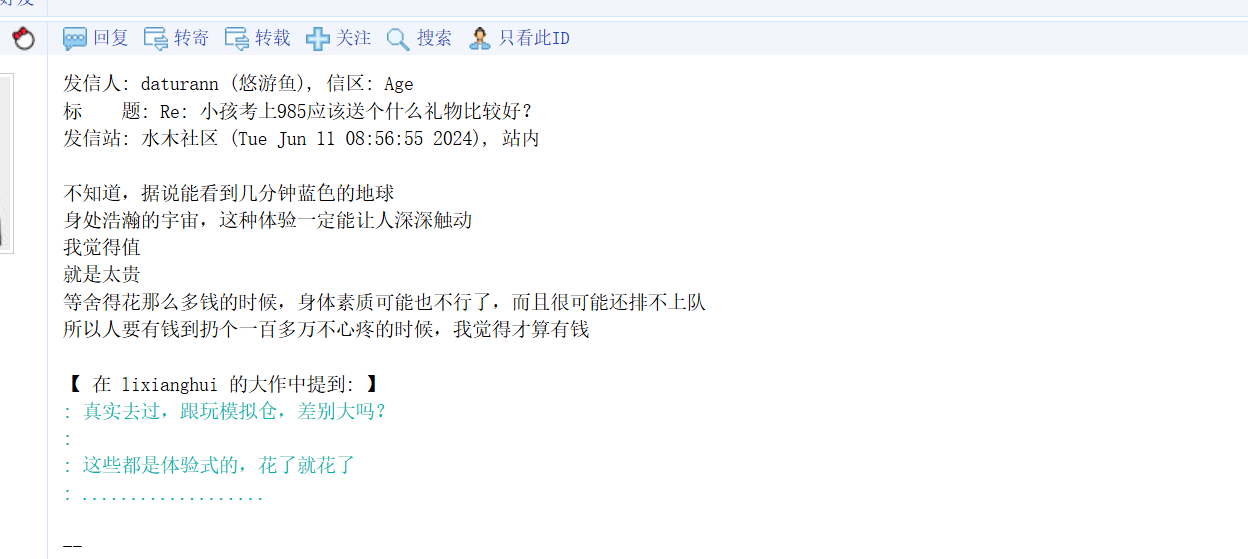 回复 转寄 转载 关注 搜索 只看此ID
发信人: daturann (悠游鱼), 信区: Age
标　　题: Re: 小孩考上985应该送个什么礼物比较好?
发信站: 水木社区 (Tue Jun 11 08:56:55 2024), 站内
不知道，据说能看到几分钟蓝色的地球
身处浩瀚的宇宙，这种体验一定能让人深深触动
我觉得值
就是太贵
等舍得花那么多钱的时候，身体素质可能也不行了，而且很可能还排不上队
所以人要有钱到扔个一百多万不心疼的时候，我觉得才算有钱
【 在 lixianghui 的大作中提到: 】
: 真实去过，跟玩模拟仓，差别大吗?
:
: 这些都是体验式的，花了就花了
: ...................
--